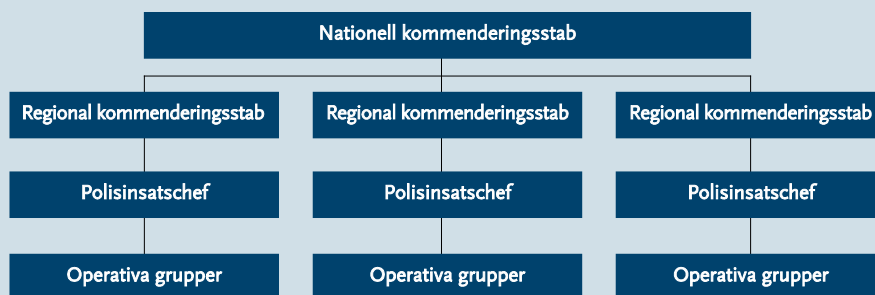 Nationell kommenderingsstab
Regional kommenderingsstab
Regional kommenderingsstab
Regional kommenderingsstab
Polisinsatschef
Polisinsatschef
Polisinsatschef
Operativa grupper
Operativa grupper
Operativa grupper